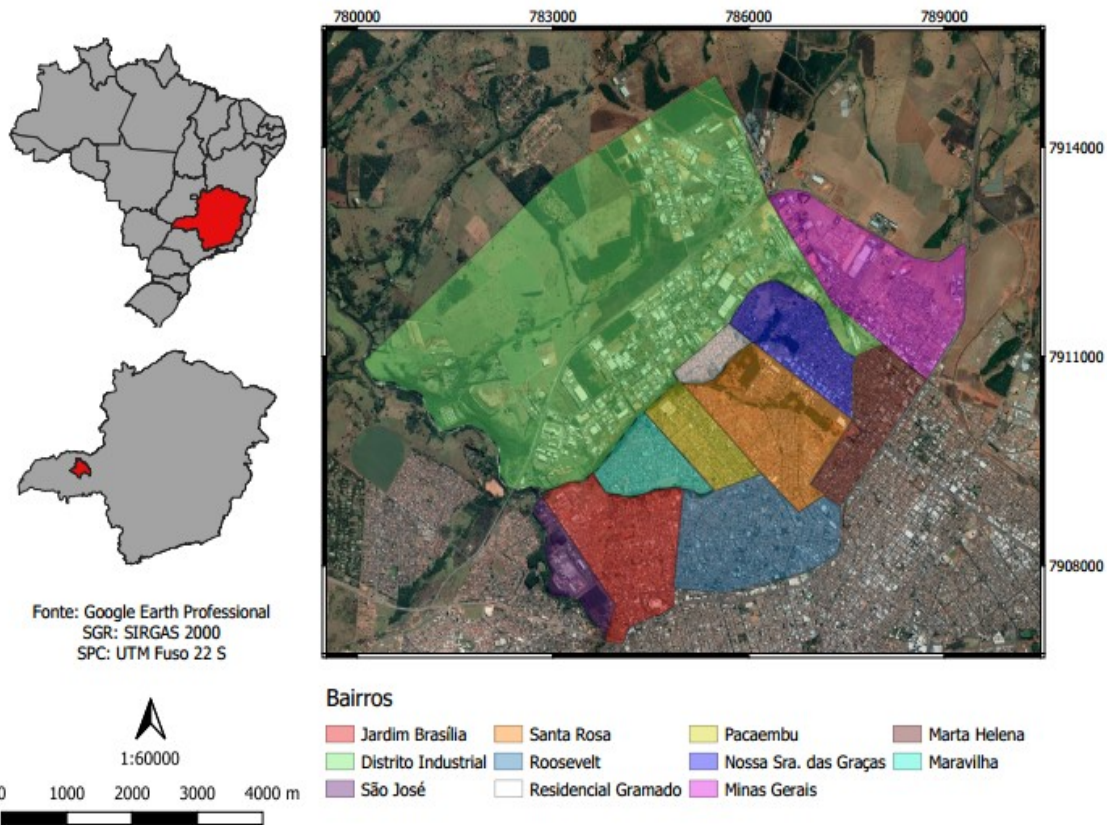 780000 783000 786000 789000
7914000
7911000
7908000
Fonte: Google Earth Professional
SGR: SIRGAS 2000
SPC: UTM Fuso 22 S
1:60000
0 1000 2000 3000 4000 m
Bairros
Jardim Brasília Santa Rosa Pacaembu Marta Helena
Distrito Industrial Roosevelt Nossa Sra. das Graças Maravilha
São José Residencial Gramado Minas Gerais